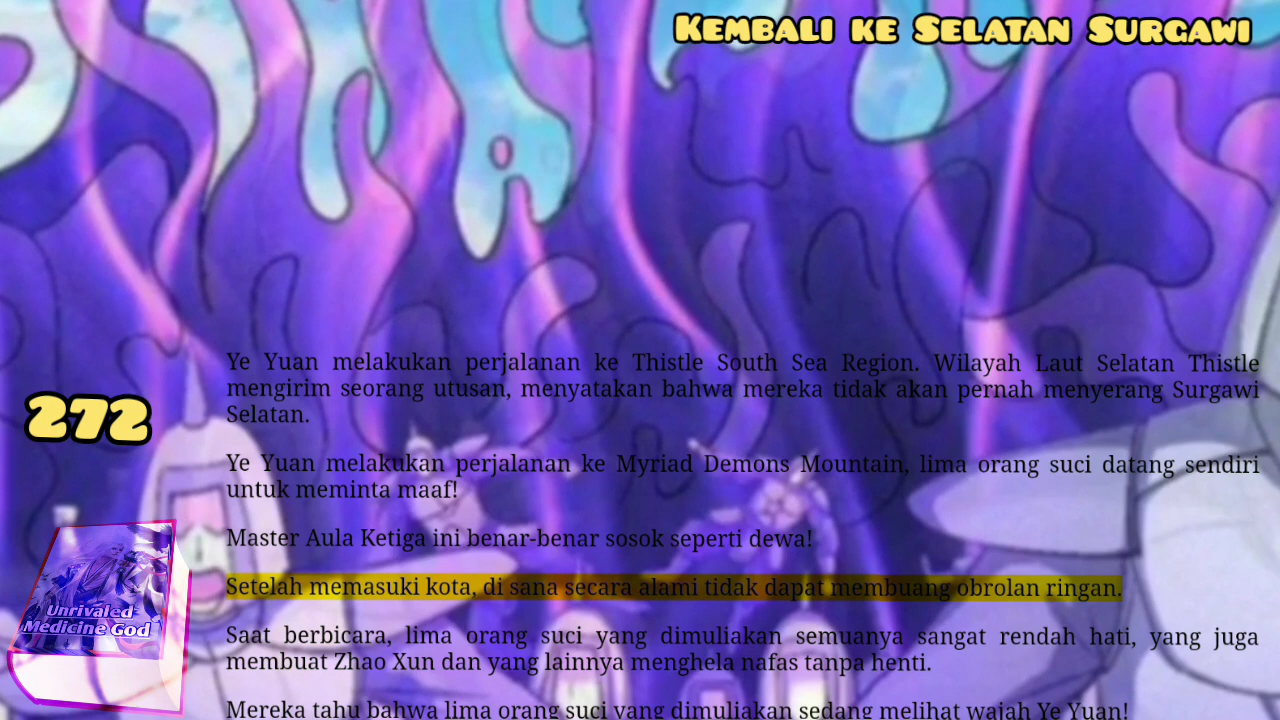 Kembali ke Selatan Surgawi
Ye Yuan melakukan perjalanan ke Thistle South Sea Region. Wilayah Laut Selatan Thistle
mengirim seorang utusan, menyatakan bahwa mereka tidak akan pernah menyerang Surgawi
Selatan.
272
Ye Yuan melakukan perjalanan ke Myriad Demons Mountain, lima orang suci datang sendiri
untuk meminta maaf!
Master Aula Ketiga ini benar-benar sosok seperti dewa!
Setelah memasuki kota, di sana secara alami tidak dapat membuang obrolan ringan.
Unrivaled
Medicine God
Saat berbicara, lima orang suci yang dimuliakan semuanya sangat rendah hati, yang juga
membuat Zhao Xun dan yang lainnya menghela nafas tanpa henti.
Mereka tahu bahwa lima orang suci yang dimuliakan sedang melihat wajah Ye Yuan!